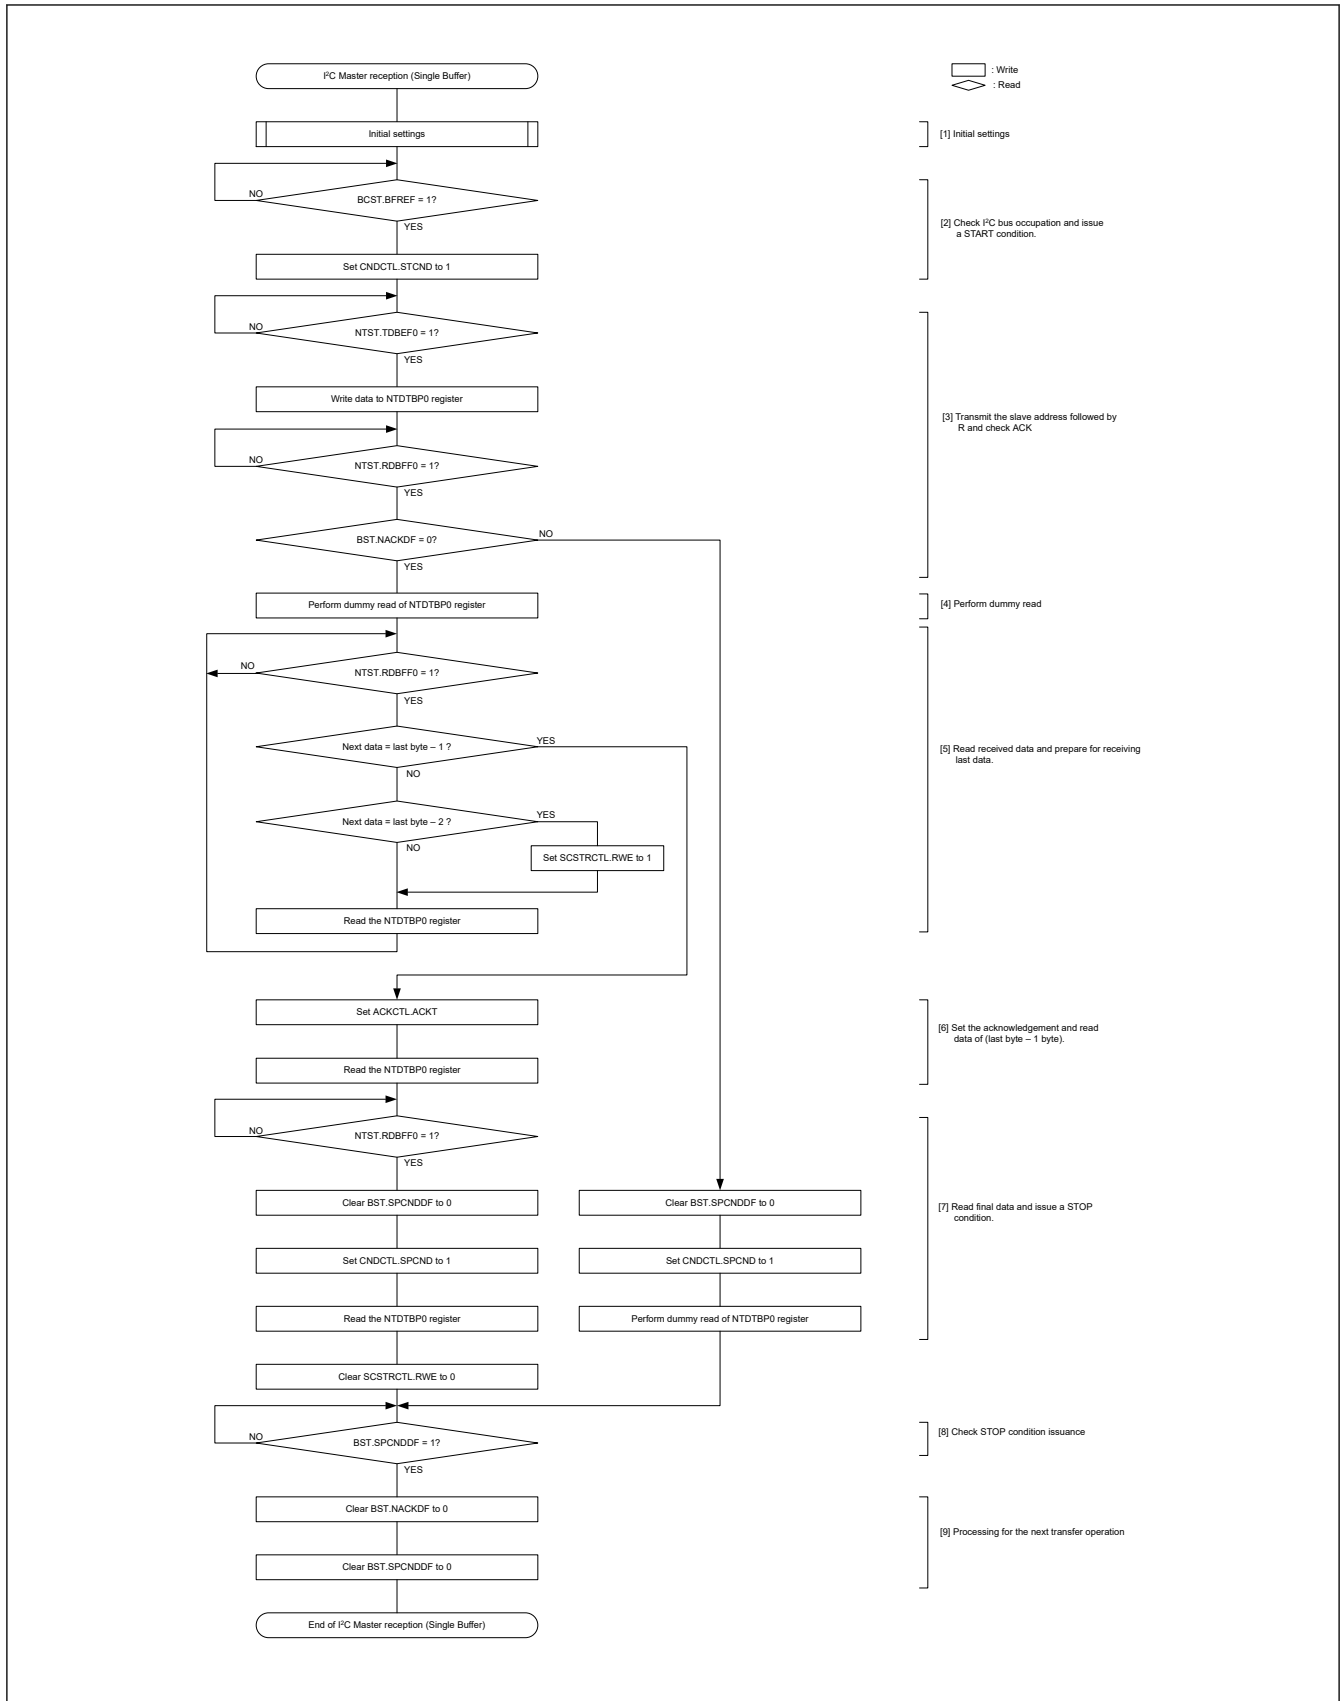 I²C Master reception (Single Buffer)
: Write
: Read
Initial settings
[1] Initial settings
NO
BCST.BFREF = 1?
YES
[2] Check I²C bus occupation and issue
a START condition.
Set CNDCTL.STCND to 1
NO
NTST.TDBEF0 = 1?
YES
Write data to NTDTBP0 register
[3] Transmit the slave address followed by
R and check ACK
NO
NTST.RDBFF0 = 1?
YES
BST.NACKDF = 0?
NO
YES
Perform dummy read of NTDTBP0 register
[4] Perform dummy read
NO
NTST.RDBFF0 = 1?
YES
Next data = last byte – 1 ?
YES
NO
[5] Read received data and prepare for receiving
last data.
Next data = last byte – 2 ?
YES
NO
Set SCSTRCTL.RWE to 1
Read the NTDTBP0 register
Set ACKCTL.ACKT
[6] Set the acknowledgement and read
data of (last byte – 1 byte).
Read the NTDTBP0 register
NO
NTST.RDBFF0 = 1?
YES
Clear BST.SPCNDDF to 0
Clear BST.SPCNDDF to 0
[7] Read final data and issue a STOP
condition.
Set CNDCTL.SPCND to 1
Set CNDCTL.SPCND to 1
Read the NTDTBP0 register
Perform dummy read of NTDTBP0 register
Clear SCSTRCTL.RWE to 0
NO
BST.SPCNDDF = 1?
YES
[8] Check STOP condition issuance
Clear BST.NACKDF to 0
[9] Processing for the next transfer operation
Clear BST.SPCNDDF to 0
End of I²C Master reception (Single Buffer)